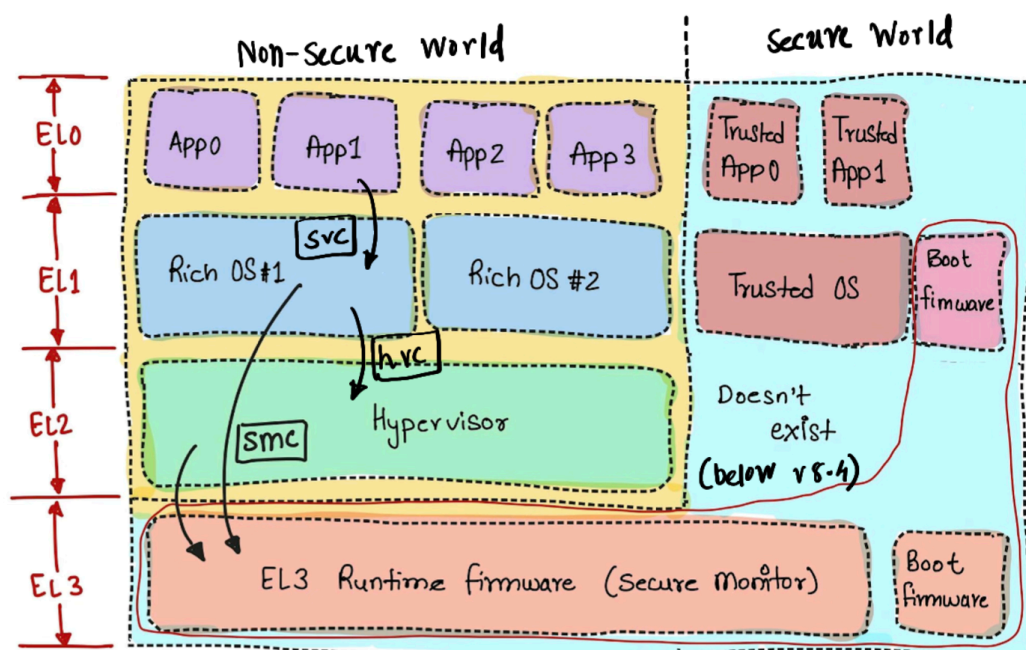 Non-Secure World
Secure World
EL0
App0
App1
App2
App3
Trusted
App0
Trusted
App1
svc
EL1
Rich OS#1
Rich OS #2
Trusted OS
Boot
fimware
hvc
EL2
Hypervisor
smc
Doesn't
exist
(below v8.4)
EL3
EL3 Runtime firmware (secure monitor)
Boot
firmware